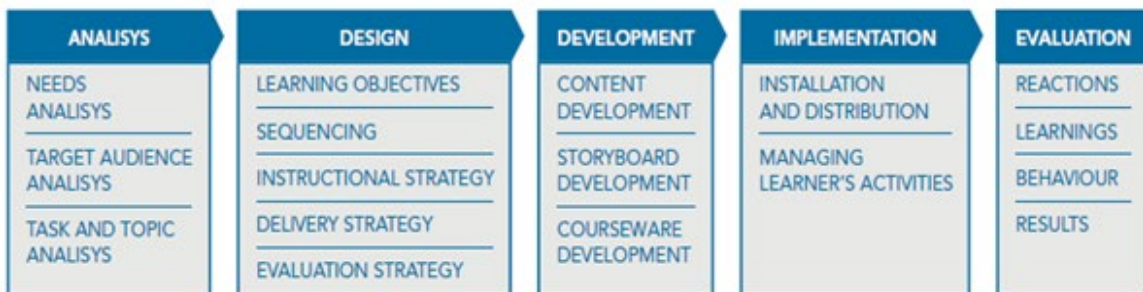 ANALISYS
NEEDS
ANALISYS
TARGET AUDIENCE
ANALISYS
TASK AND TOPIC
ANALISYS
DESIGN
LEARNING OBJECTIVES
SEQUENCING
INSTRUCTIONAL STRATEGY
DELIVERY STRATEGY
EVALUATION STRATEGY
DEVELOPMENT
CONTENT
DEVELOPMENT
STORYBOARD
DEVELOPMENT
COURSEWARE
DEVELOPMENT
IMPLEMENTATION
INSTALLATION
AND DISTRIBUTION
MANAGING
LEARNER'S ACTIVITIES
EVALUATION
REACTIONS
LEARNINGS
BEHAVIOUR
RESULTS